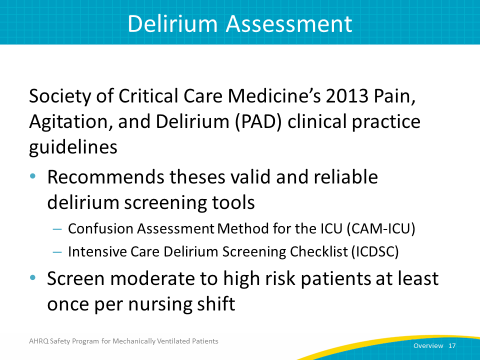 Delirium Assessment
Society of Critical Care Medicine's 2013 Pain,
Agitation, and Delirium (PAD) clinical practice
guidelines
• Recommends theses valid and reliable
delirium screening tools
– Confusion Assessment Method for the ICU (CAM-ICU)
– Intensive Care Delirium Screening Checklist (ICDSC)
• Screen moderate to high risk patients at least
once per nursing shift
AHRQ Safety Program for Mechanically Ventilated Patients
Overview 17